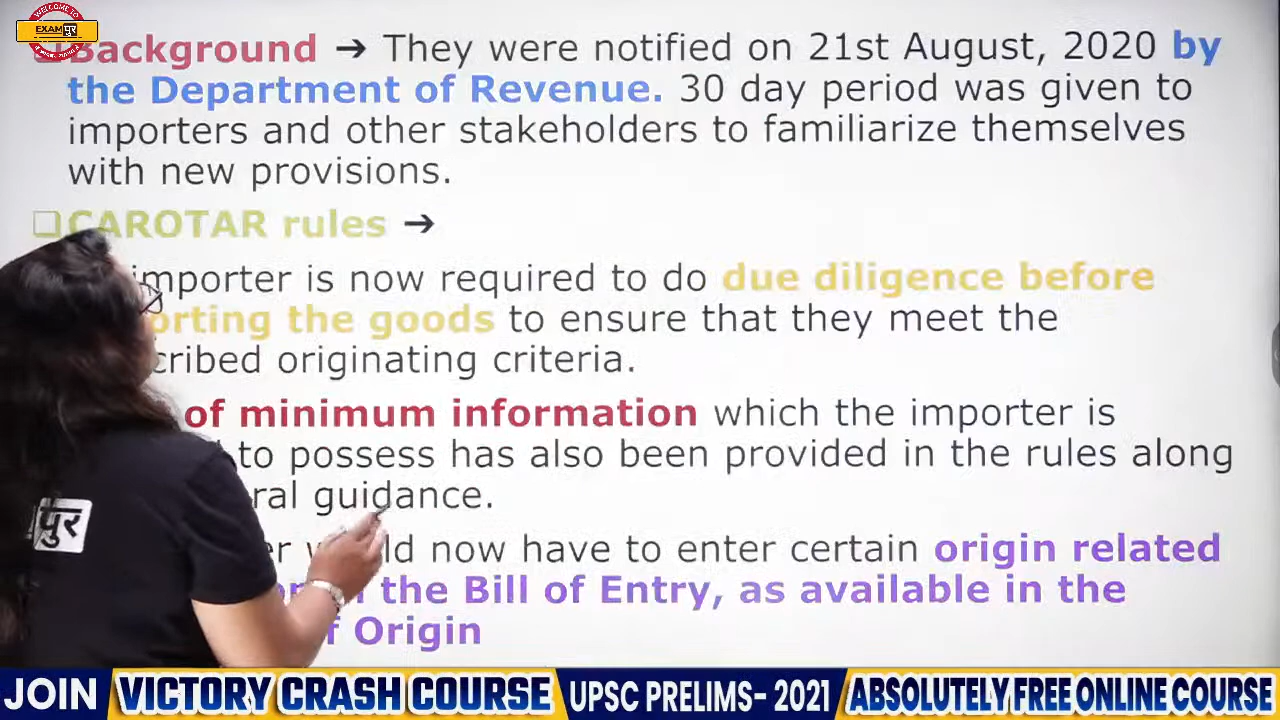 WELCOME TO
EXAMपुर
Background ➔ They were notified on 21st August, 2020 by
the Department of Revenue. 30 day period was given to
importers and other stakeholders to familiarize themselves
with new provisions.
CAROTAR rules ➔
importer is now required to do due diligence before
orting the goods to ensure that they meet the
cribed originating criteria.
of minimum information which the importer is
to possess has also been provided in the rules along
ral guidance.
er ld now have to enter certain origin related
the Bill of Entry, as available in the
f Origin
पुर
JOIN VICTORY CRASH COURSE UPSC PRELIMS- 2021 ABSOLUTELY FREE ONLINE COURSE